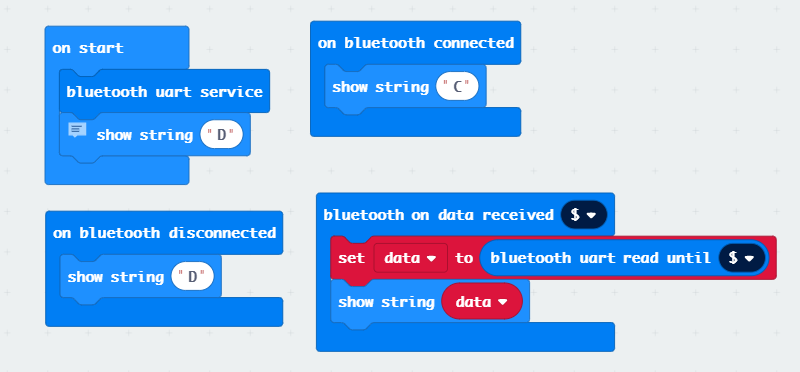 on start
bluetooth uart service
show string "D"
on bluetooth connected
show string "C"
on bluetooth disconnected
show string "D"
bluetooth on data received $
set data to bluetooth uart read until $
show string data